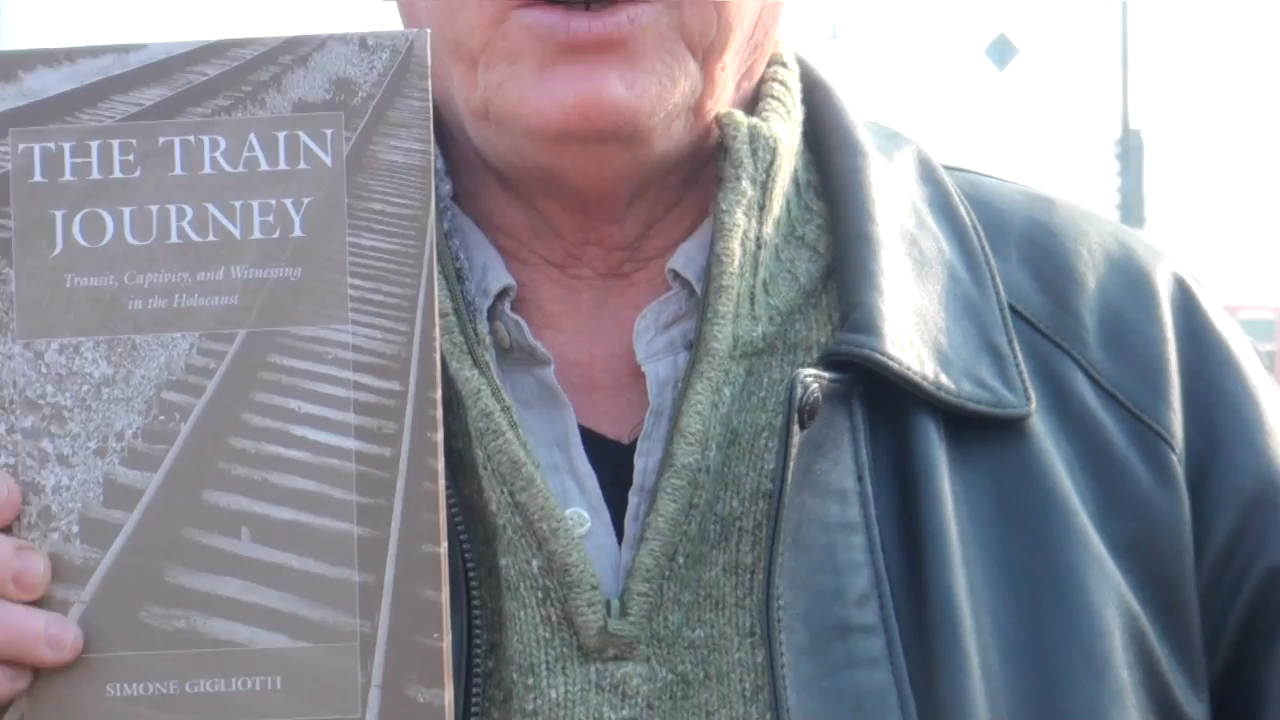 THE TRAIN
JOURNEY
Transit, Captivity, and Witnessing
in the Holocaust
SIMONE GIGLIOTTI